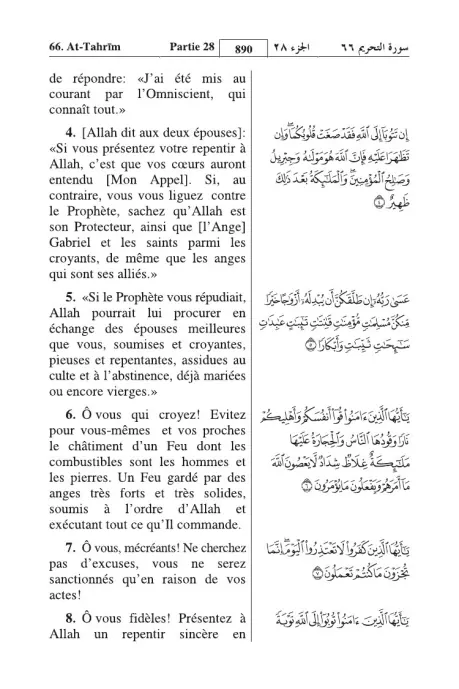 66. At-Tahrīm Partie 28 890 الجزء ٢٨ سورة التحريم ٦٦
de répondre: «J'ai été mis au
courant par l'Omniscient, qui
connaît tout.»
4. [Allah dit aux deux épouses]:
«Si vous présentez votre repentir à
Allah, c'est que vos cœurs auront
entendu [Mon Appel]. Si, au
contraire, vous vous liguez contre
le Prophète, sachez qu'Allah est
son Protecteur, ainsi que [l'Ange]
Gabriel et les saints parmi les
croyants, de même que les anges
qui sont ses alliés.»
5. «Si le Prophète vous répudiait,
Allah pourrait lui procurer en
échange des épouses meilleures
que vous, soumises et croyantes,
pieuses et repentantes, assidues au
culte et à l'abstinence, déjà mariées
ou encore vierges.»
6. Ô vous qui croyez! Evitez
pour vous-mêmes et vos proches
le châtiment d'un Feu dont les
combustibles sont les hommes et
les pierres. Un Feu gardé par des
anges très forts et très solides,
soumis à l'ordre d'Allah et
exécutant tout ce qu'Il commande.
7. Ô vous, mécréants! Ne cherchez
pas d'excuses, vous ne serez
sanctionnés qu'en raison de vos
actes!
8. Ô vous fidèles! Présentez à
Allah un repentir sincère en
إِن تَتُوبَآ إِلَى ٱللَّهِ فَقَدْ صَغَتْ قُلُوبُكُمَا ۖ وَإِن
تَظَٰهَرَا عَلَيْهِ فَإِنَّ ٱللَّهَ هُوَ مَوْلَىٰهُ وَجِبْرِيلُ
وَصَٰلِحُ ٱلْمُؤْمِنِينَ ۖ وَٱلْمَلَٰٓئِكَةُ بَعْدَ ذَٰلِكَ
ظَهِيرٌ ٤
عَسَىٰ رَبُّهُۥٓ إِن طَلَّقَكُنَّ أَن يُبْدِلَهُۥٓ أَزْوَٰجًا خَيْرًا
مِّنكُنَّ مُسْلِمَٰتٍ مُّؤْمِنَٰتٍ قَٰنِتَٰتٍ تَٰٓئِبَٰتٍ عَٰبِدَٰتٍ
سَٰٓئِحَٰتٍ ثَيِّبَٰتٍ وَأَبْكَارًا ٥
يَٰٓأَيُّهَا ٱلَّذِينَ ءَامَنُوا۟ قُوٓا۟ أَنفُسَكُمْ وَأَهْلِيكُمْ
نَارًا وَقُودُهَا ٱلنَّاسُ وَٱلْحِجَارَةُ عَلَيْهَا
مَلَٰٓئِكَةٌ غِلَاظٌ شِدَادٌ لَّا يَعْصُونَ ٱللَّهَ
مَآ أَمَرَهُمْ وَيَفْعَلُونَ مَا يُؤْمَرُونَ ٦
يَٰٓأَيُّهَا ٱلَّذِينَ كَفَرُوا۟ لَا تَعْتَذِرُوا۟ ٱلْيَوْمَ ۖ إِنَّمَا
تُجْزَوْنَ مَا كُنتُمْ تَعْمَلُونَ ٧
يَٰٓأَيُّهَا ٱلَّذِينَ ءَامَنُوا۟ تُوبُوٓا۟ إِلَى ٱللَّهِ تَوْبَةً